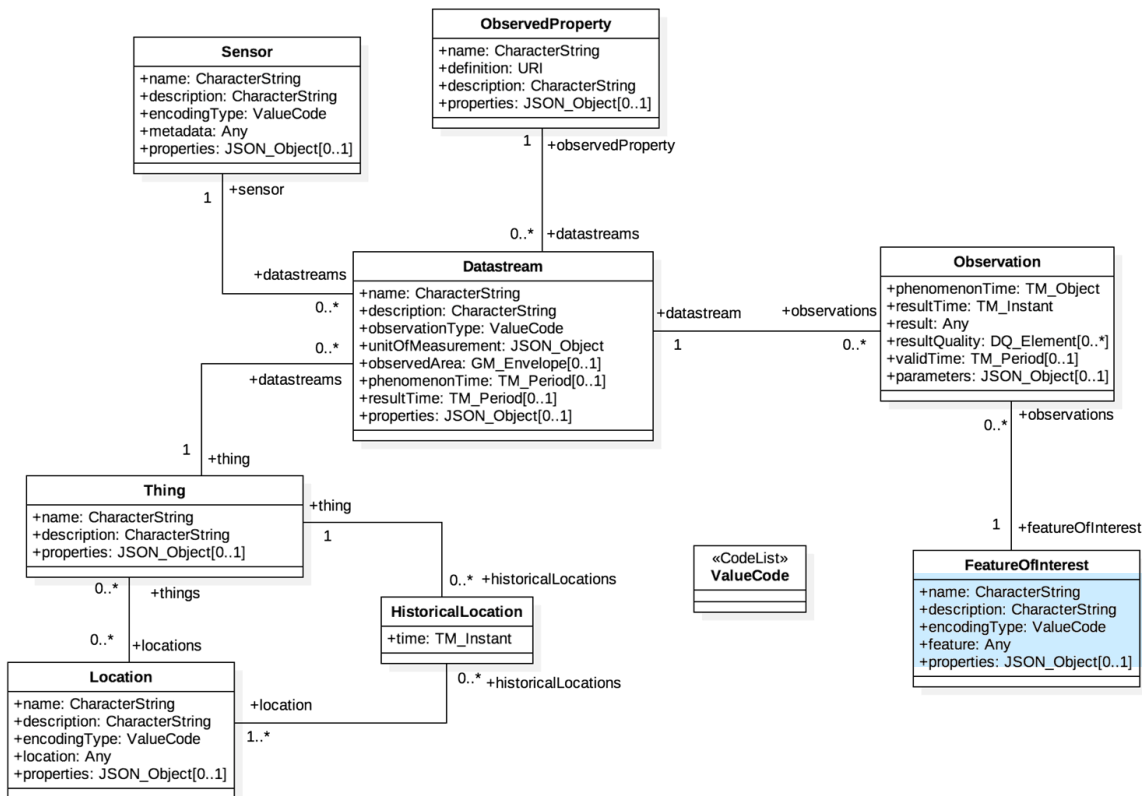 ObservedProperty
+name: CharacterString
+definition: URI
+description: CharacterString
+properties: JSON_Object[0..1]
Sensor
+name: CharacterString
+description: CharacterString
+encodingType: ValueCode
+metadata: Any
+properties: JSON_Object[0..1]
1
+observedProperty
1
+sensor
0..*
+datastreams
+datastreams
0..*
Datastream
+name: CharacterString
+description: CharacterString
+observationType: ValueCode
+unitOfMeasurement: JSON_Object
+observedArea: GM_Envelope[0..1]
+phenomenonTime: TM_Period[0..1]
+resultTime: TM_Period[0..1]
+properties: JSON_Object[0..1]
+datastream
1
+observations
0..*
Observation
+phenomenonTime: TM_Object
+resultTime: TM_Instant
+result: Any
+resultQuality: DQ_Element[0..*]
+validTime: TM_Period[0..1]
+parameters: JSON_Object[0..1]
0..*
+datastreams
+observations
0..*
1
+thing
Thing
+name: CharacterString
+description: CharacterString
+properties: JSON_Object[0..1]
+thing
1
1
+featureOfInterest
«CodeList»
ValueCode
FeatureOfInterest
+name: CharacterString
+description: CharacterString
+encodingType: ValueCode
+feature: Any
+properties: JSON_Object[0..1]
0..*
+things
0..*
+historicalLocations
HistoricalLocation
+time: TM_Instant
0..*
+locations
0..*
+historicalLocations
Location
+name: CharacterString
+description: CharacterString
+encodingType: ValueCode
+location: Any
+properties: JSON_Object[0..1]
+location
1..*